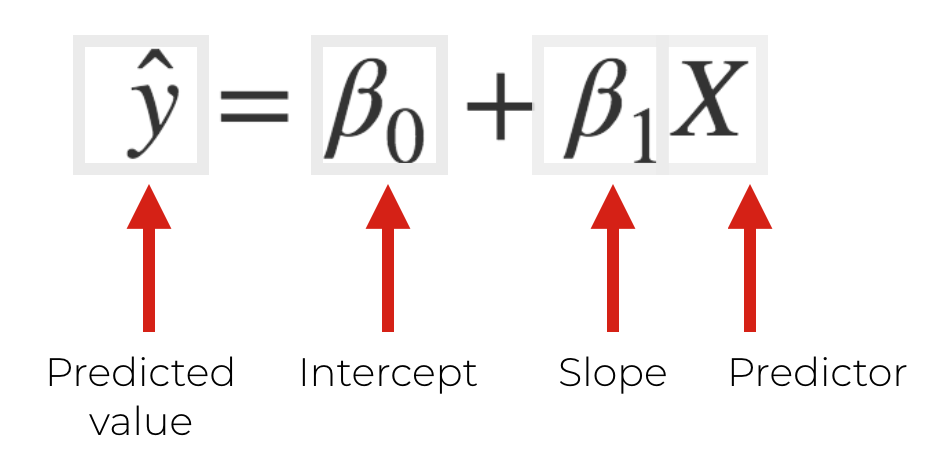 ŷ = β₀ + β₁X
Predicted value
Intercept
Slope
Predictor